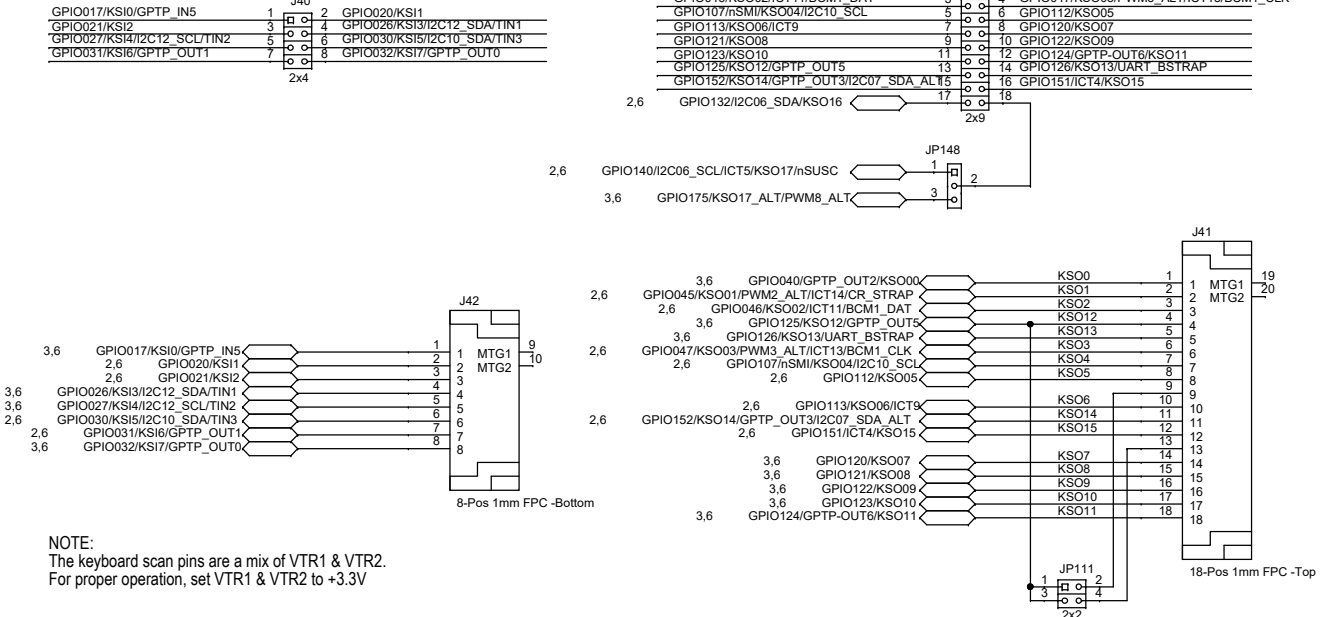 J40
GPIO017/KSI0/GPTP_IN5 1 2 GPIO020/KSI1
GPIO021/KSI2 3 4 GPIO026/KSI3/I2C12_SDA/TIN1
GPIO027/KSI4/I2C12_SCL/TIN2 5 6 GPIO030/KSI5/I2C10_SDA/TIN3
GPIO031/KSI6/GPTP_OUT1 7 8 GPIO032/KSI7/GPTP_OUT0
2x4
GPIO107/nSMI/KSO04/I2C10_SCL 5 6 GPIO112/KSO05
GPIO113/KSO06/ICT9 7 8 GPIO120/KSO07
GPIO121/KSO08 9 10 GPIO122/KSO09
GPIO123/KSO10 11 12 GPIO124/GPTP-OUT6/KSO11
GPIO125/KSO12/GPTP_OUT5 13 14 GPIO126/KSO13/UART_BSTRAP
GPIO152/KSO14/GPTP_OUT3/I2C07_SDA_ALT 15 16 GPIO151/ICT4/KSO15
2,6 GPIO132/I2C06_SDA/KSO16 17 18
2x9
JP148
2,6 GPIO140/I2C06_SCL/ICT5/KSO17/nSUSC 1
2
3,6 GPIO175/KSO17_ALT/PWM8_ALT 3
J41
3,6 GPIO040/GPTP_OUT2/KSO00 KSO0 1 1 MTG1 19
2,6 GPIO045/KSO01/PWM2_ALT/ICT14/CR_STRAP KSO1 2 2 MTG2 20
2,6 GPIO046/KSO02/ICT11/BCM1_DAT KSO2 3 3
3,6 GPIO125/KSO12/GPTP_OUT5 KSO12 4 4
3,6 GPIO126/KSO13/UART_BSTRAP KSO13 5 5
2,6 GPIO047/KSO03/PWM3_ALT/ICT13/BCM1_CLK KSO3 6 6
2,6 GPIO107/nSMI/KSO04/I2C10_SCL KSO4 7 7
2,6 GPIO112/KSO05 KSO5 8 8
9 9
2,6 GPIO113/KSO06/ICT9 KSO6 10 10
2,6 GPIO152/KSO14/GPTP_OUT3/I2C07_SDA_ALT KSO14 11 11
2,6 GPIO151/ICT4/KSO15 KSO15 12 12
13 13
3,6 GPIO120/KSO07 KSO7 14 14
3,6 GPIO121/KSO08 KSO8 15 15
3,6 GPIO122/KSO09 KSO9 16 16
3,6 GPIO123/KSO10 KSO10 17 17
3,6 GPIO124/GPTP-OUT6/KSO11 KSO11 18 18
18-Pos 1mm FPC -Top
JP111
1 2
3 4
2x2
J42
3,6 GPIO017/KSI0/GPTP_IN5 1 1 MTG1 9
2,6 GPIO020/KSI1 2 2 MTG2 10
2,6 GPIO021/KSI2 3 3
3,6 GPIO026/KSI3/I2C12_SDA/TIN1 4 4
3,6 GPIO027/KSI4/I2C12_SCL/TIN2 5 5
2,6 GPIO030/KSI5/I2C10_SDA/TIN3 6 6
2,6 GPIO031/KSI6/GPTP_OUT1 7 7
3,6 GPIO032/KSI7/GPTP_OUT0 8 8
8-Pos 1mm FPC -Bottom
NOTE:
The keyboard scan pins are a mix of VTR1 & VTR2.
For proper operation, set VTR1 & VTR2 to +3.3V